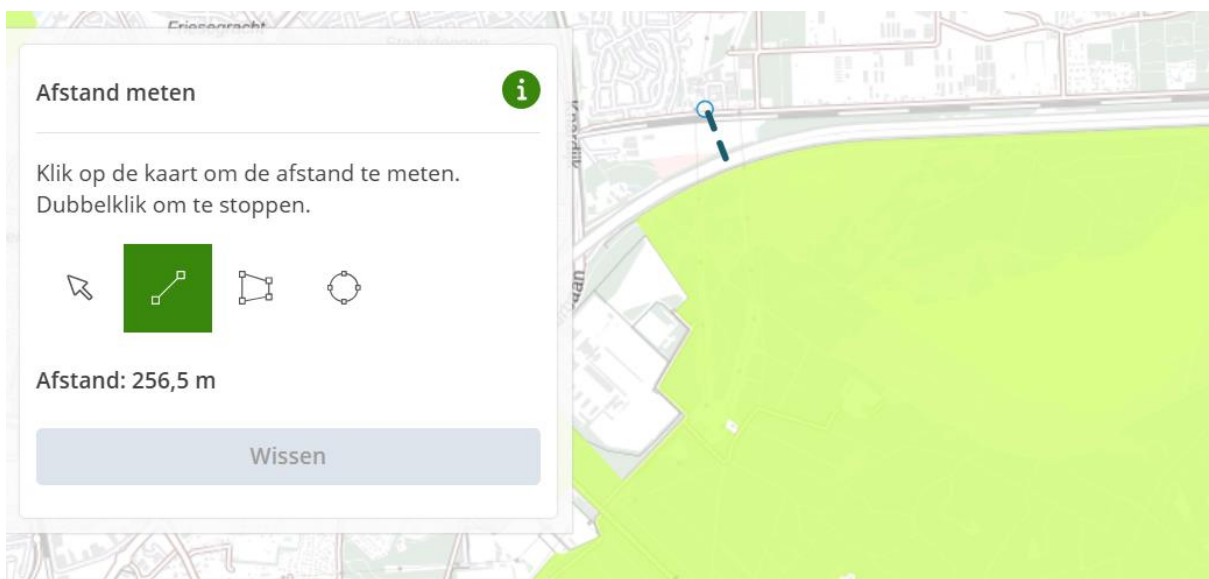 Friesegracht
Afstand meten
Klik op de kaart om de afstand te meten.
Dubbelklik om te stoppen.
Afstand: 256,5 m
Wissen